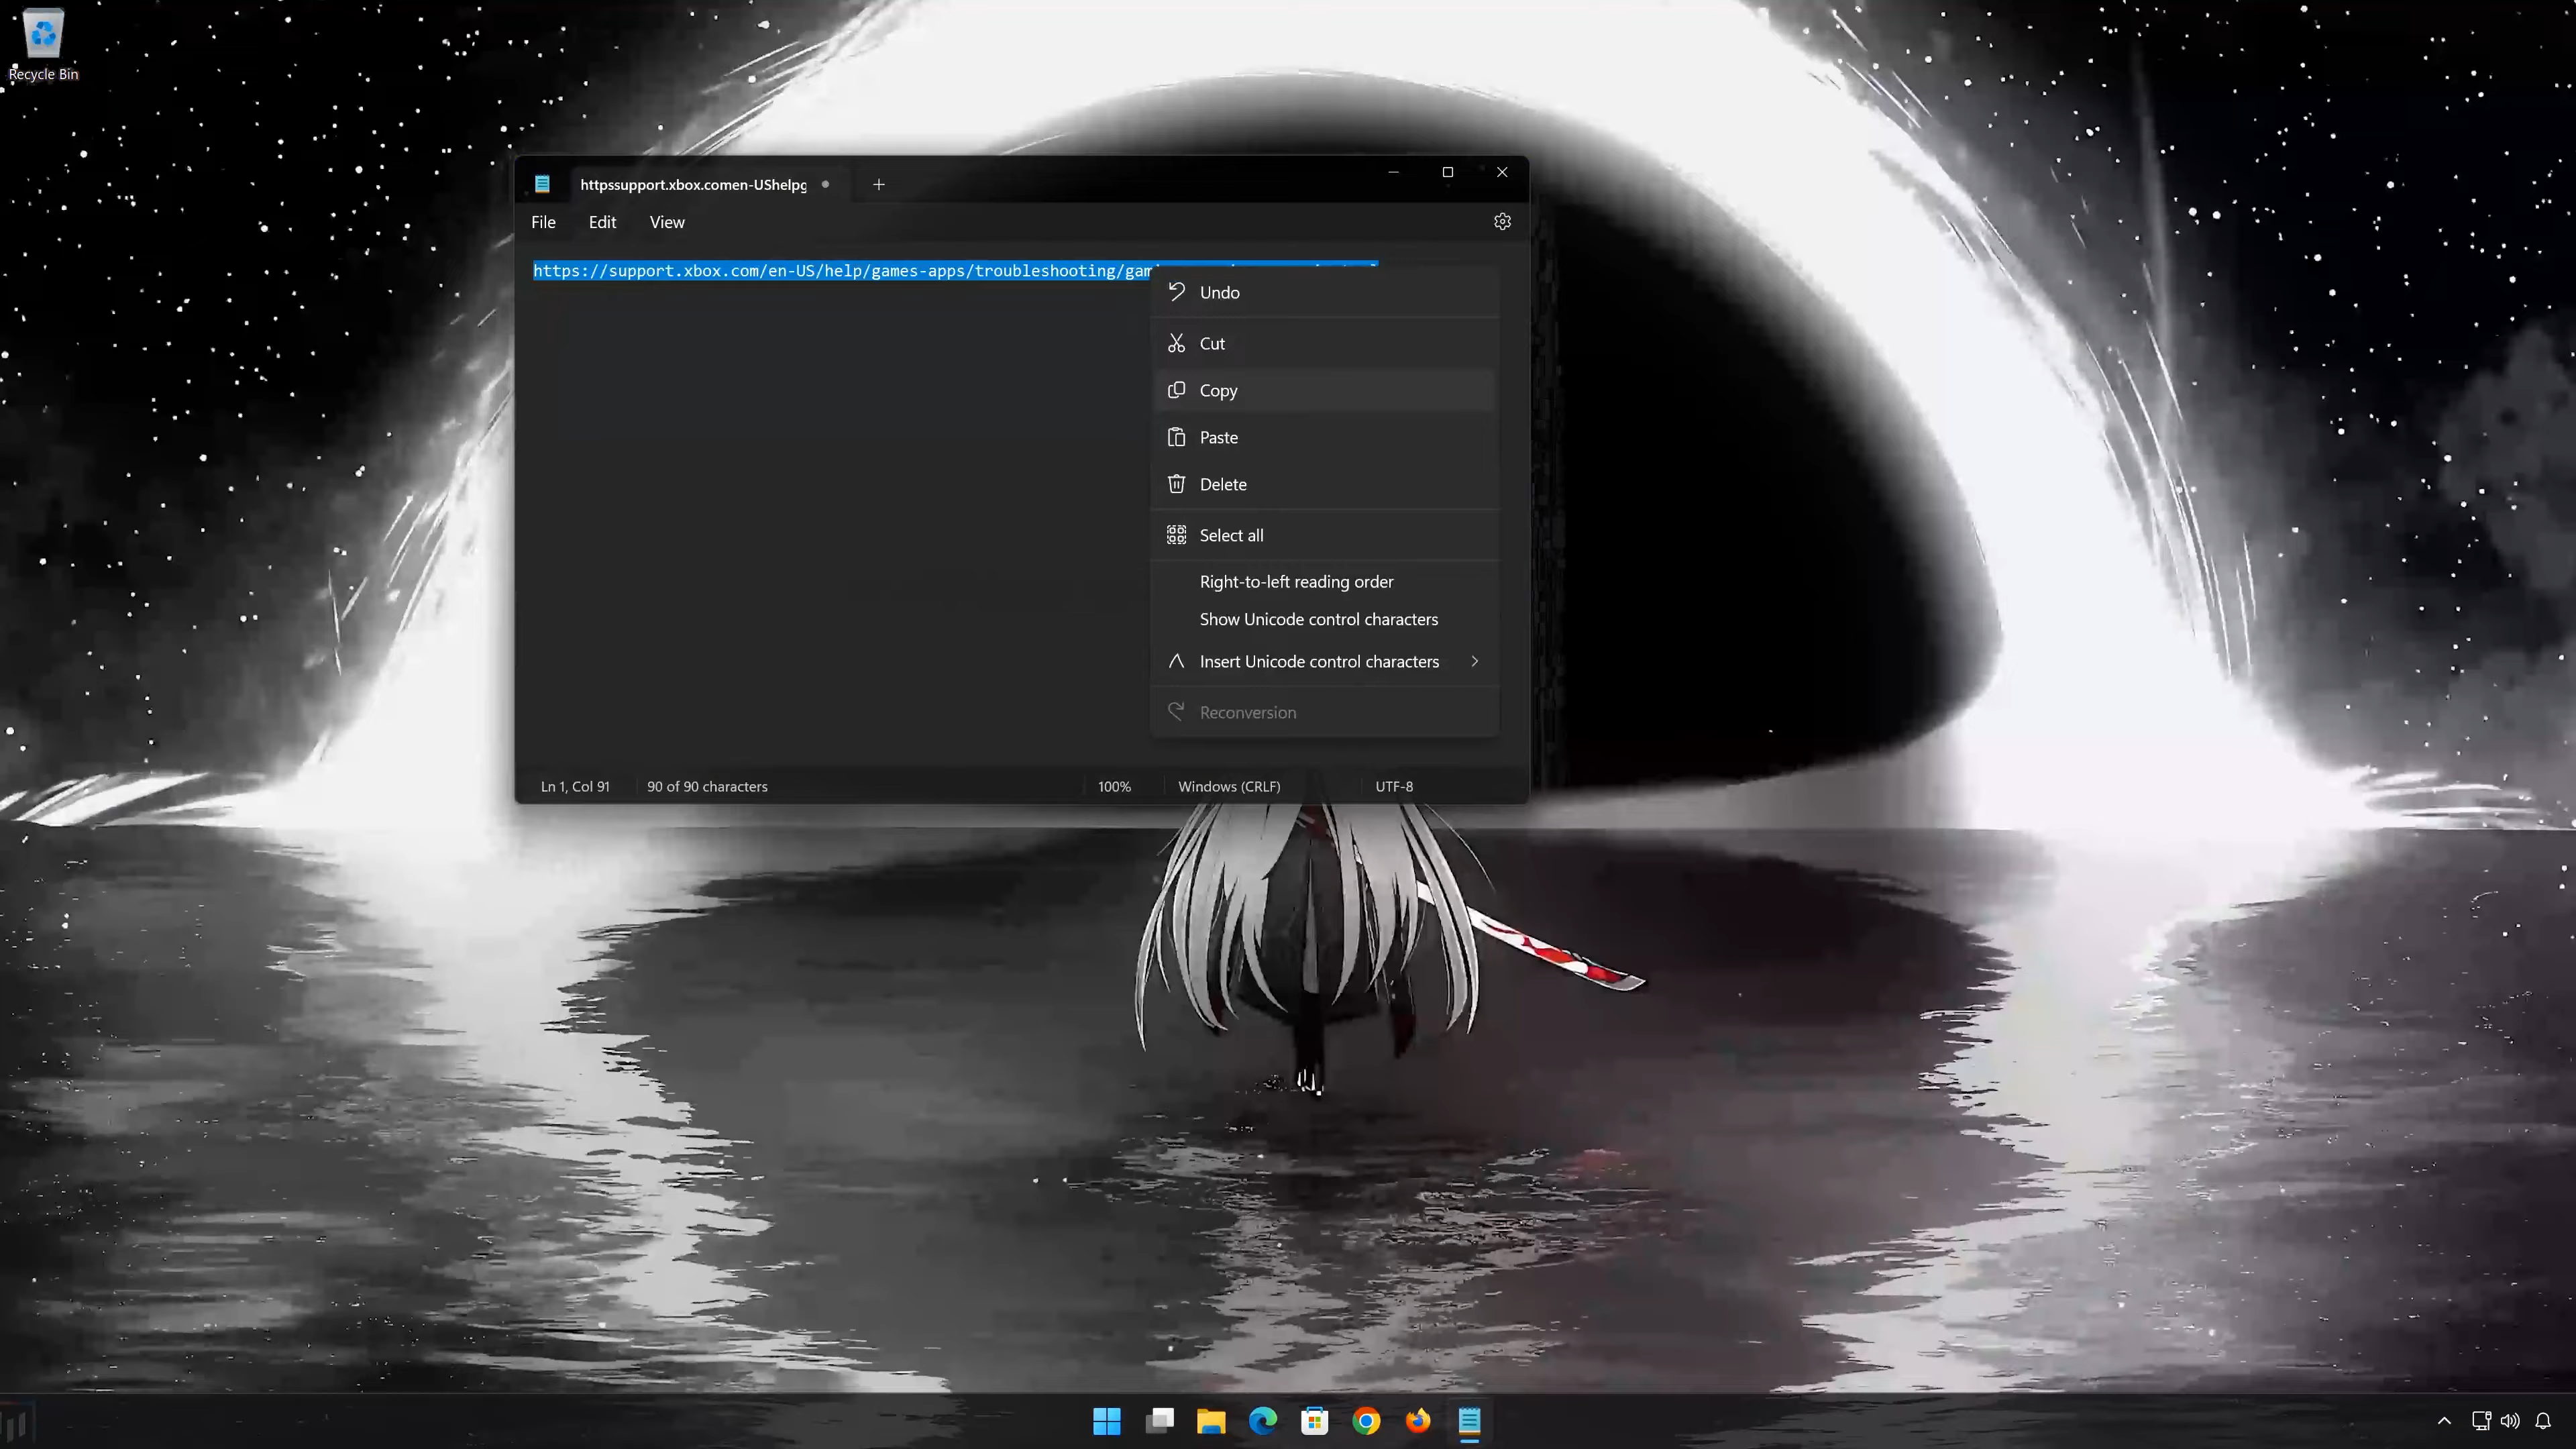 Recycle Bin
httpssupport.xbox.comen-UShelpg
File Edit View
https://support.xbox.com/en-US/help/games-apps/troubleshooting/gam
Undo
Cut
Copy
Paste
Delete
Select all
Right-to-left reading order
Show Unicode control characters
Insert Unicode control characters
Reconversion
Ln 1, Col 91 90 of 90 characters 100% Windows (CRLF) UTF-8